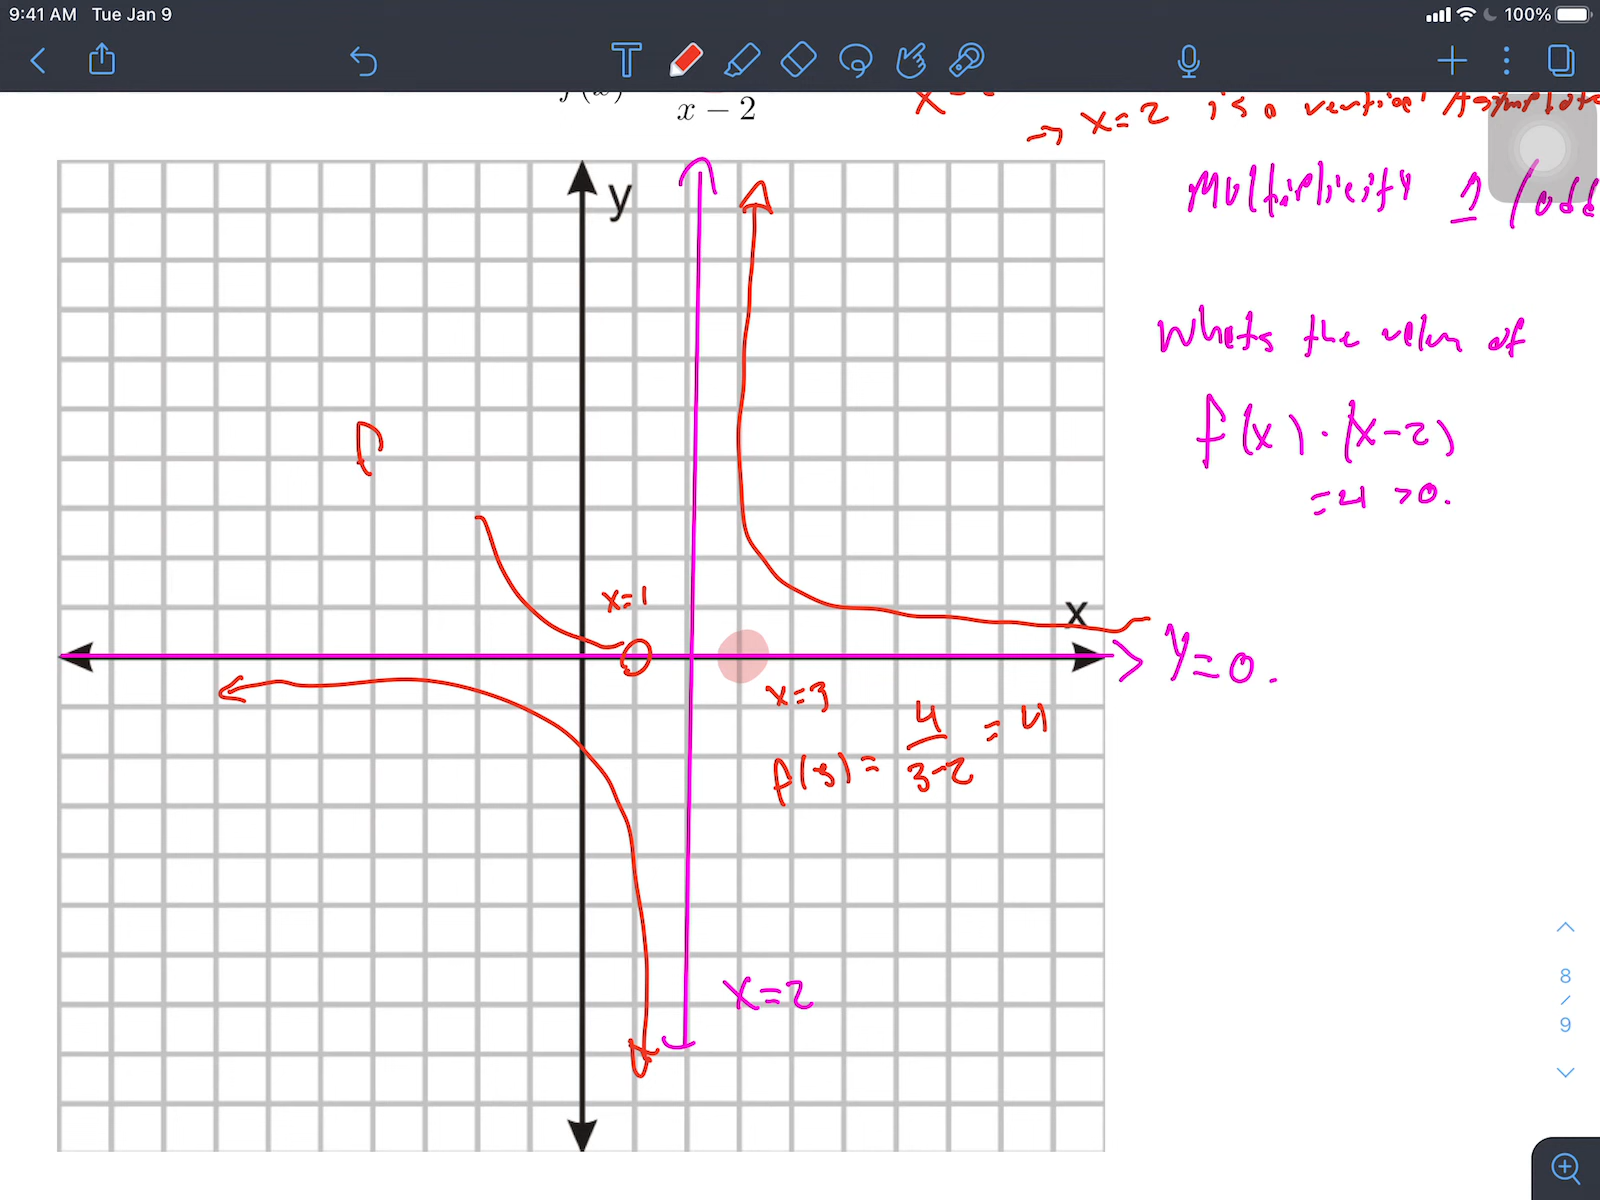 9:41 AM Tue Jan 9
100%
f(x)
x − 2
→ x=2 is a vertical Asymptote
Multiplicity 1 / odd
y
Whats the value of
f(x)·(x-2)
=4 >0.
x=1
x
y=0.
x=3
f(3)= 4/3-2 = 4
x=2
8
/
9